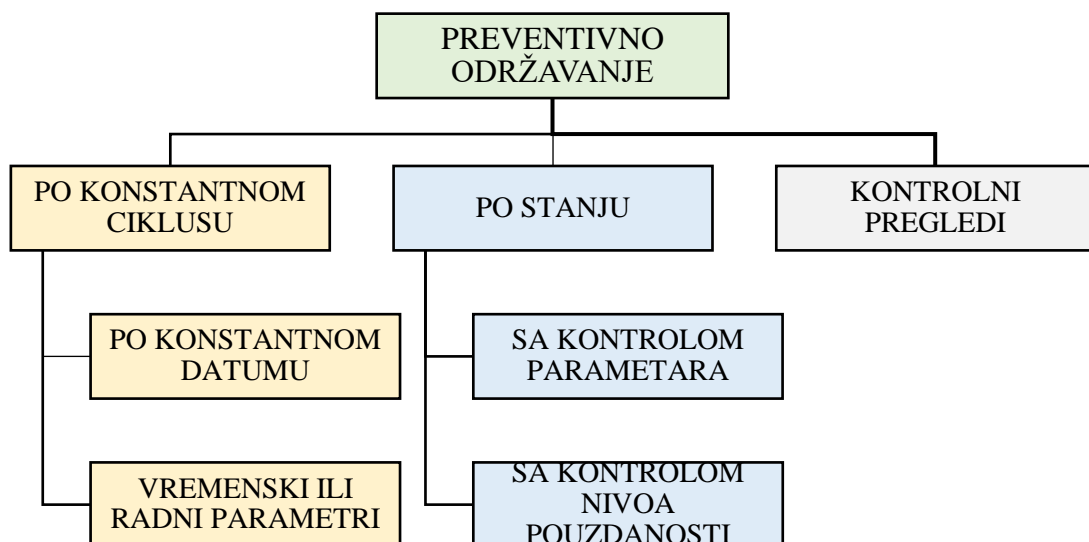 PREVENTIVNO
ODRŽAVANJE
PO KONSTANTNOM
CIKLUSU
PO STANJU
KONTROLNI
PREGLEDI
PO KONSTANTNOM
DATUMU
SA KONTROLOM
PARAMETARA
VREMENSKI ILI
RADNI PARAMETRI
SA KONTROLOM
NIVOA
POUZDANOSTI